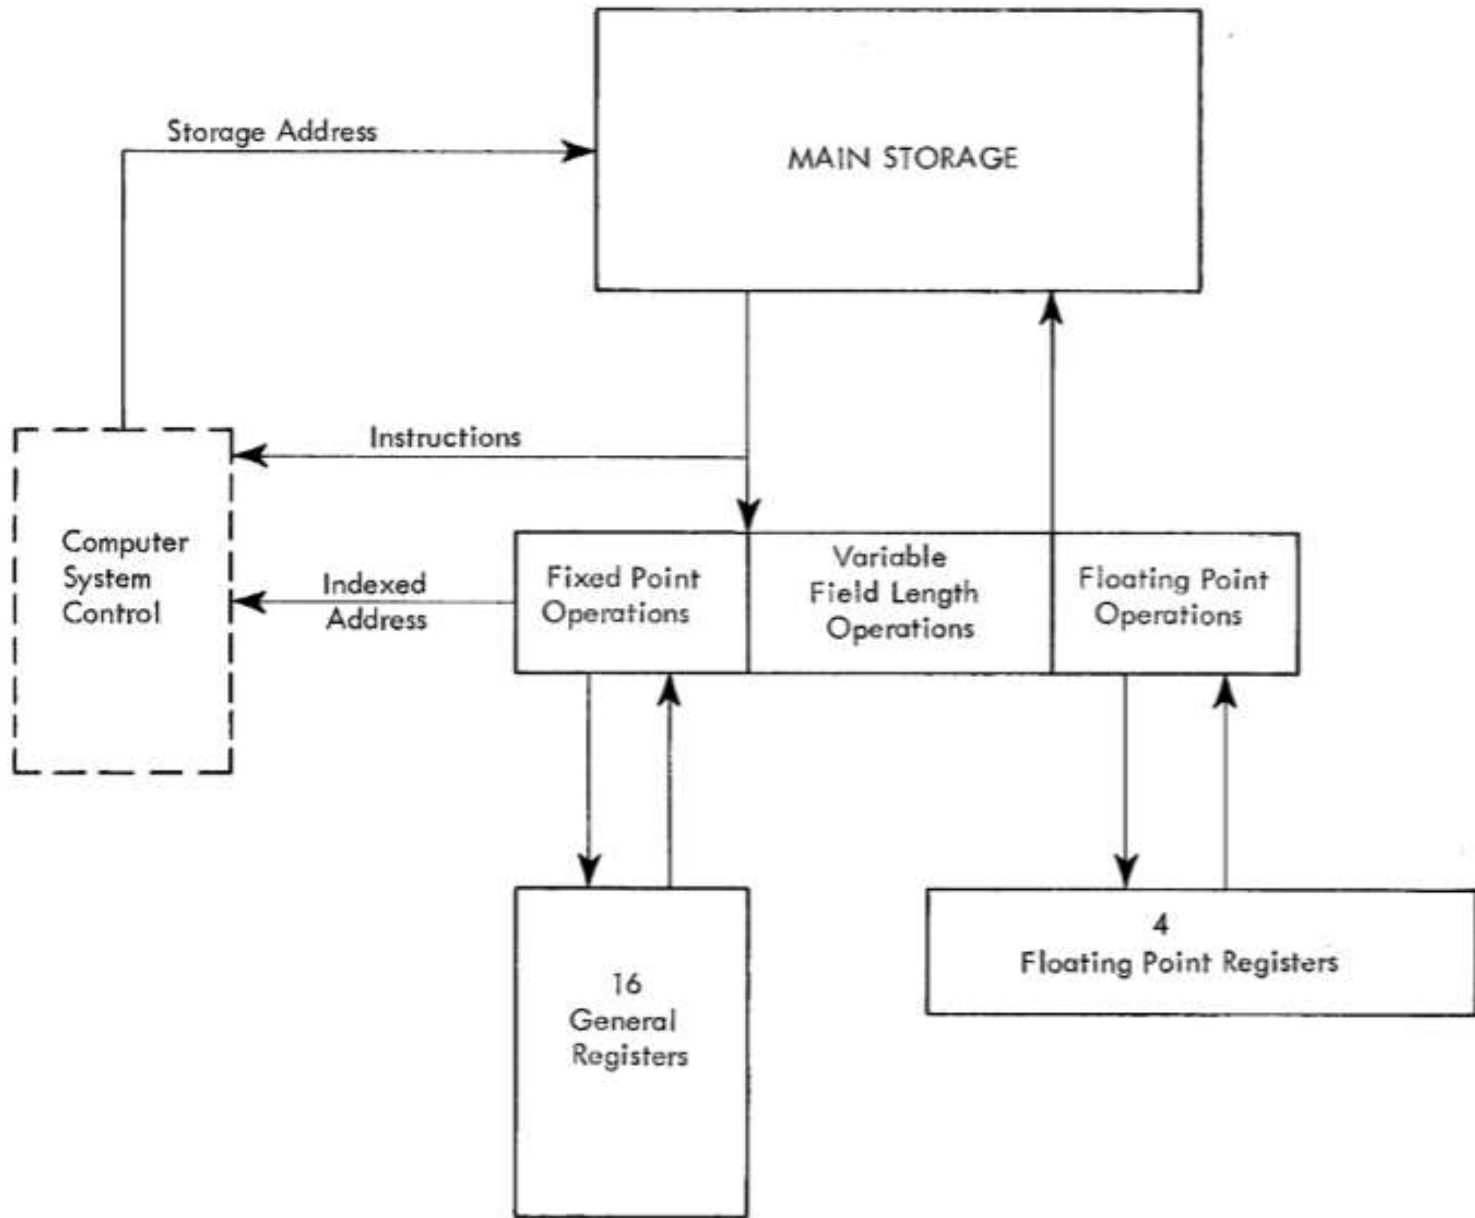 Storage Address
MAIN STORAGE
Instructions
Computer
System
Control
Indexed
Address
Fixed Point
Operations
Variable
Field Length
Operations
Floating Point
Operations
16
General
Registers
4
Floating Point Registers